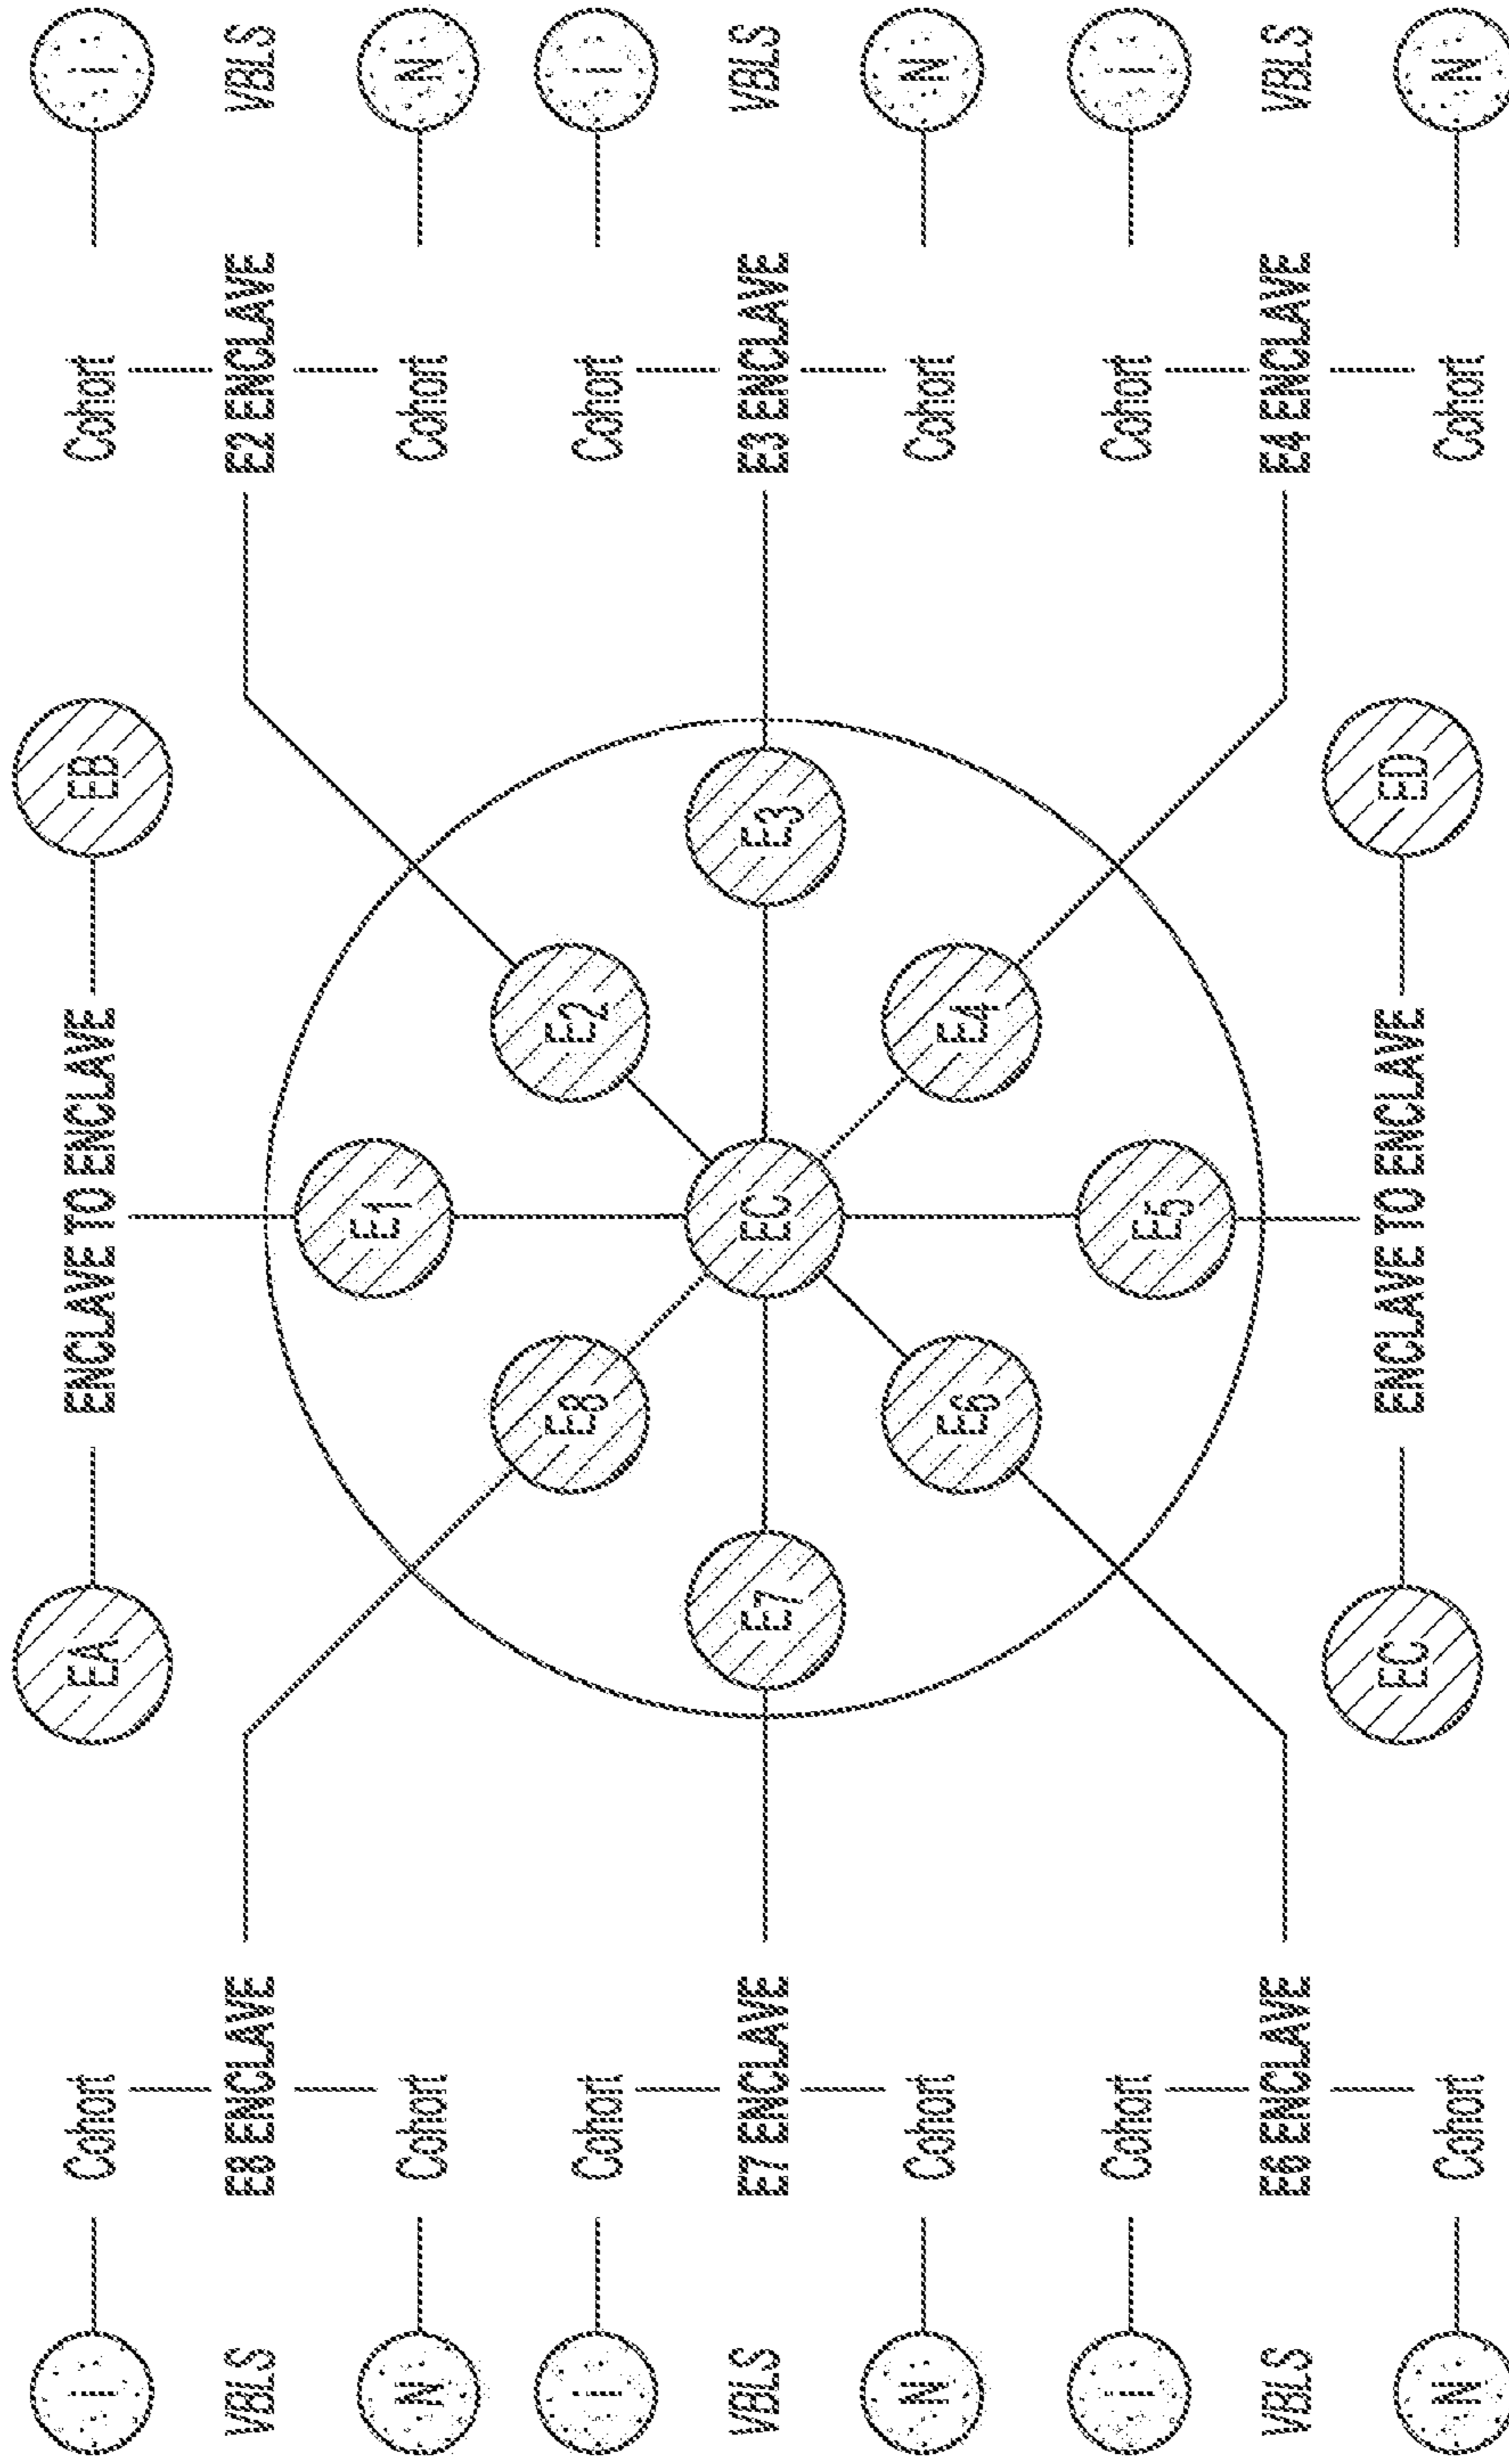 I Cohort EA ENCLAVE TO ENCLAVE EB Cohort I
VBLS E8 ENCLAVE E2 ENCLAVE VBLS
E1
N Cohort Cohort N
E8 E2
I Cohort Cohort I
VBLS E7 ENCLAVE E7 EC E3 E3 ENCLAVE VBLS
N Cohort Cohort N
E6 E4
I Cohort Cohort I
E5
VBLS E6 ENCLAVE E4 ENCLAVE VBLS
EC ENCLAVE TO ENCLAVE ED
N Cohort Cohort N